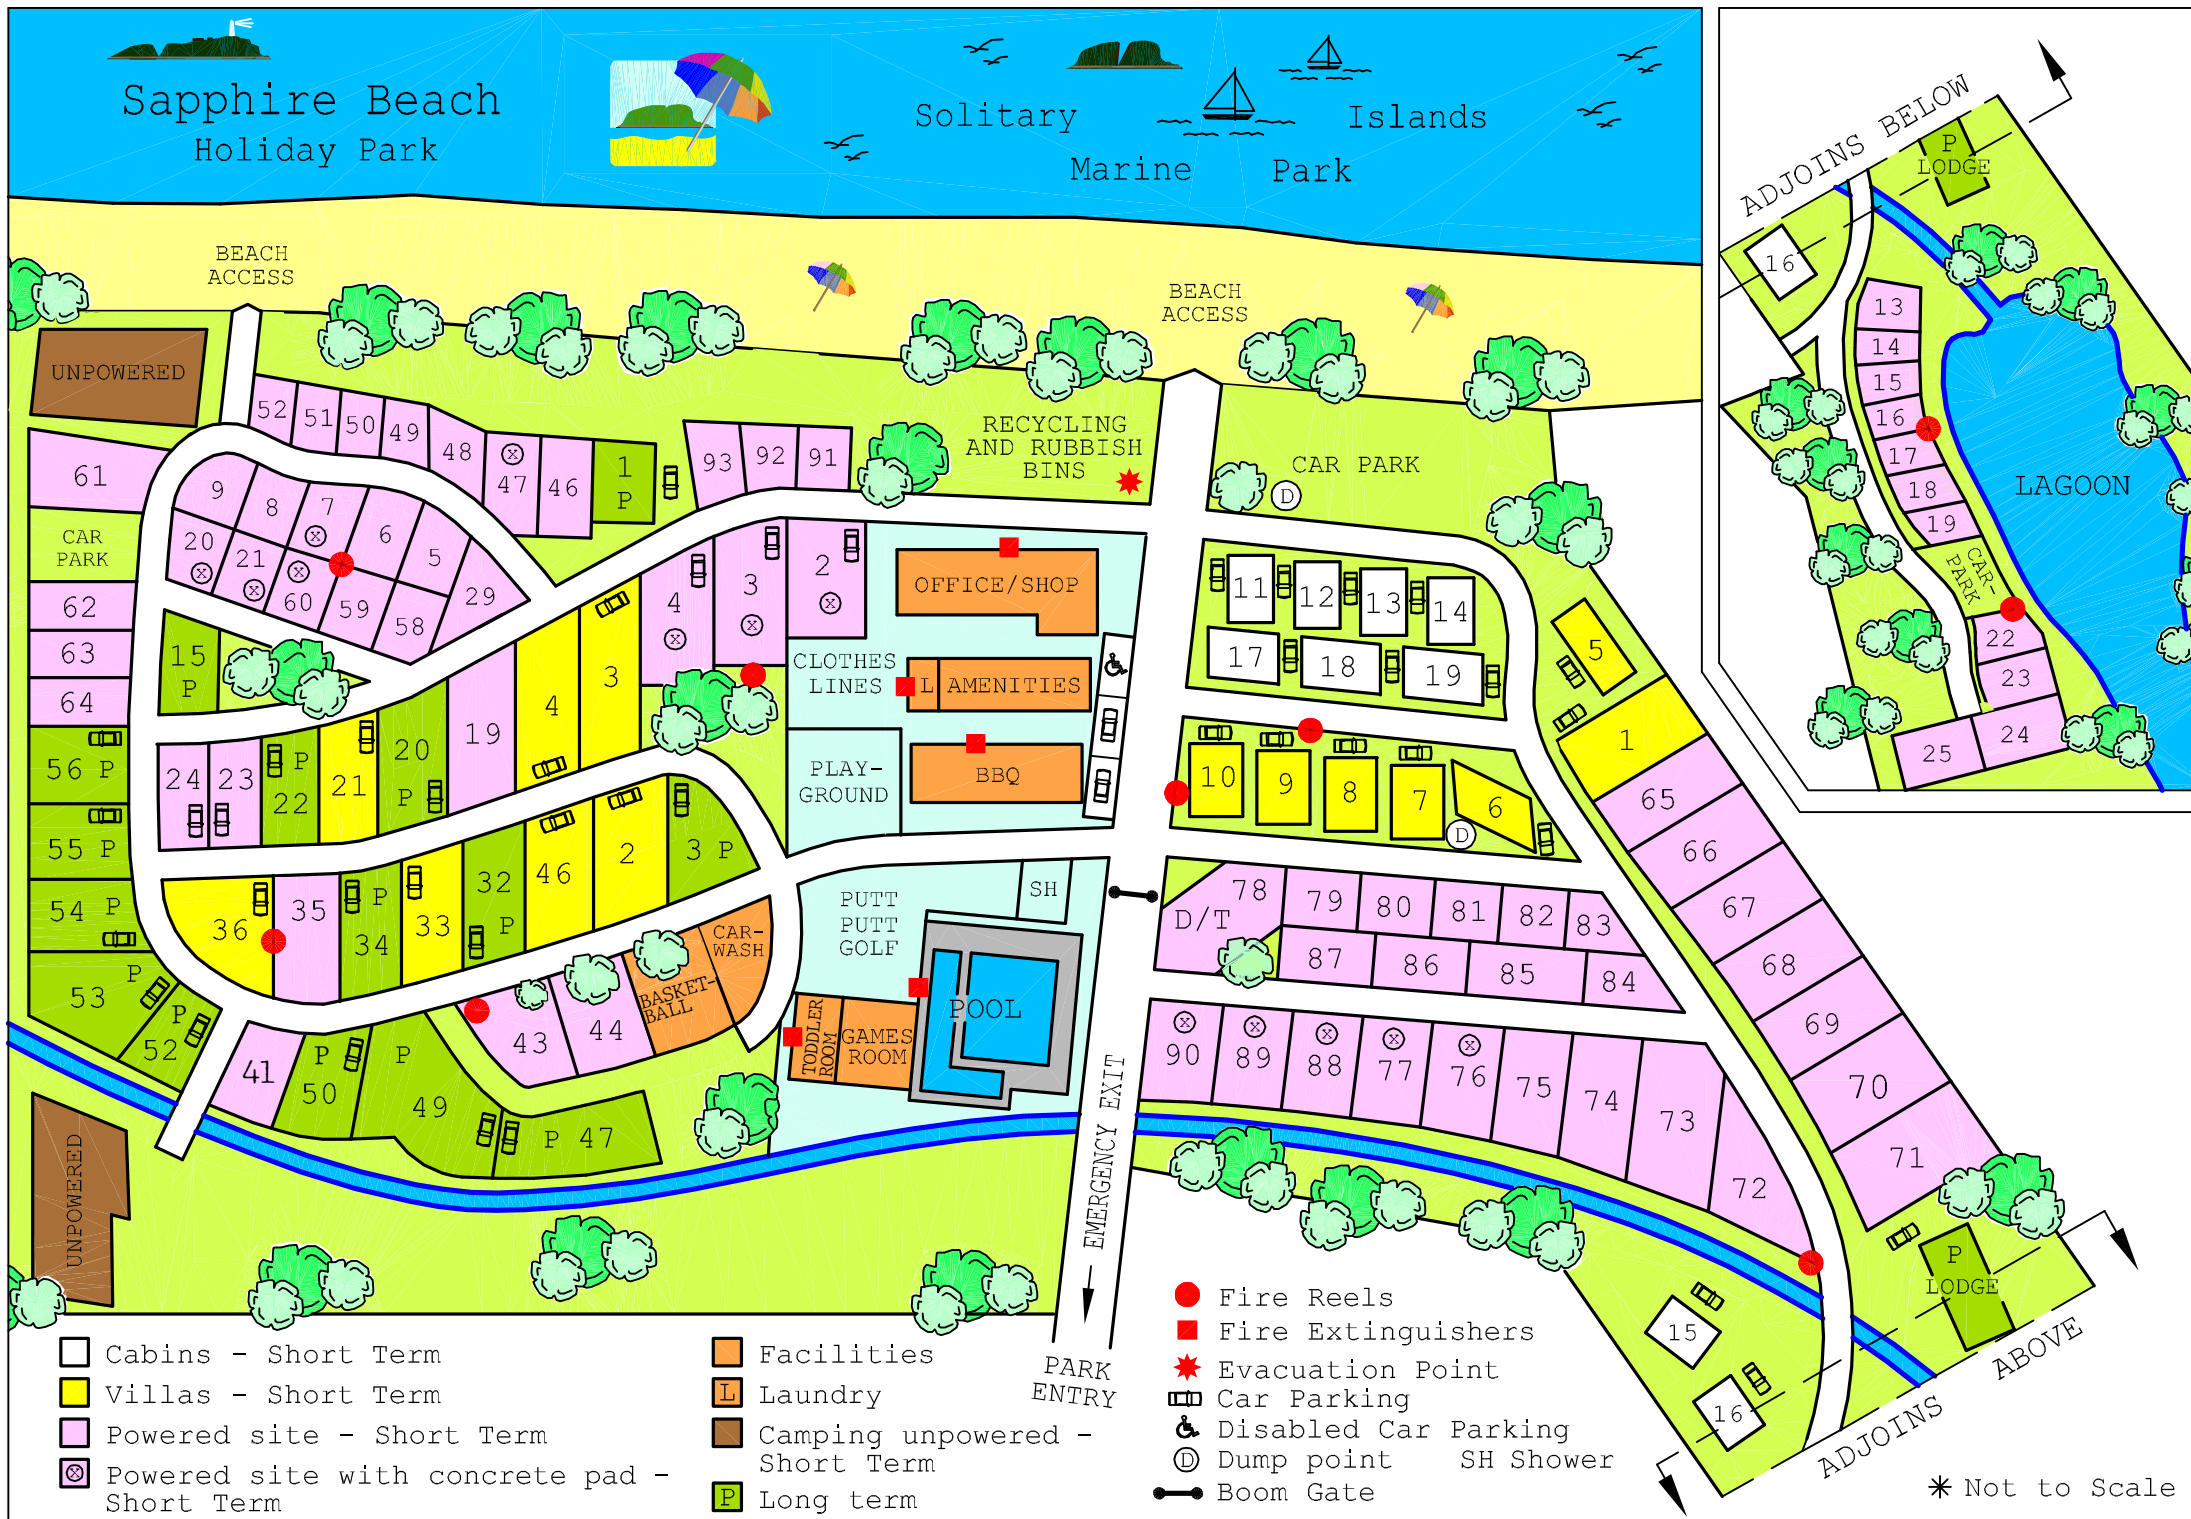 Sapphire Beach
Holiday Park
Solitary
Islands
Marine
Park
BEACH
ACCESS
BEACH
ACCESS
UNPOWERED
52
51
50
49
48
47
46
1
P
93
92
91
RECYCLING
AND RUBBISH
BINS
CAR PARK
D
61
CAR
PARK
62
63
64
56 P
55 P
54 P
53
P
P
52
9
8
7
6
5
20
21
60
59
58
29
15
P
4
3
2
4
3
19
20
P
21
P
22
23
24
OFFICE/SHOP
CLOTHES
LINES
L
AMENITIES
PLAY-
GROUND
BBQ
36
35
P
34
33
32
P
46
2
3 P
CAR-
WASH
BASKET-
BALL
43
44
41
P
50
P
49
P 47
UNPOWERED
PUTT
PUTT
GOLF
SH
POOL
TODDLER
ROOM
GAMES
ROOM
EMERGENCY EXIT
PARK
ENTRY
11
12
13
14
17
18
19
5
1
10
9
8
7
6
D
65
66
67
68
69
70
71
78
D/T
79
80
81
82
83
87
86
85
84
90
89
88
77
76
75
74
73
72
15
16
P
LODGE
ADJOINS ABOVE
ADJOINS BELOW
P
LODGE
16
13
14
15
16
17
18
19
CAR-
PARK
22
23
24
25
LAGOON
Cabins - Short Term
Villas - Short Term
Powered site - Short Term
Powered site with concrete pad -
Short Term
Facilities
L
Laundry
Camping unpowered -
Short Term
P
Long term
Fire Reels
Fire Extinguishers
Evacuation Point
Car Parking
Disabled Car Parking
D
Dump point
SH Shower
Boom Gate
Not to Scale